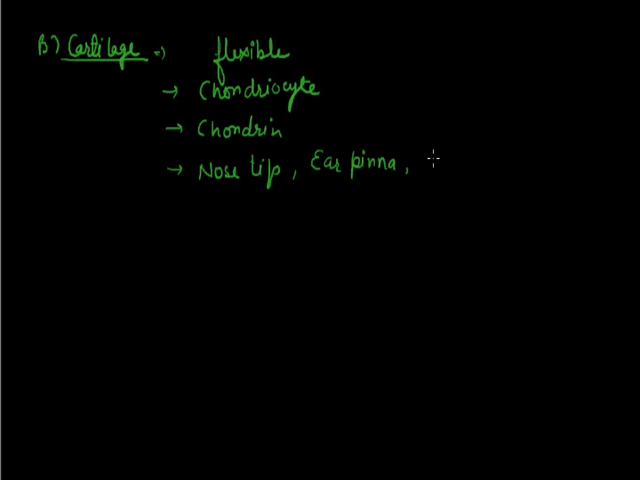 B) Cartilage => flexible
→ Chondriocyte
→ Chondrin
→ Nose tip, Ear pinna,